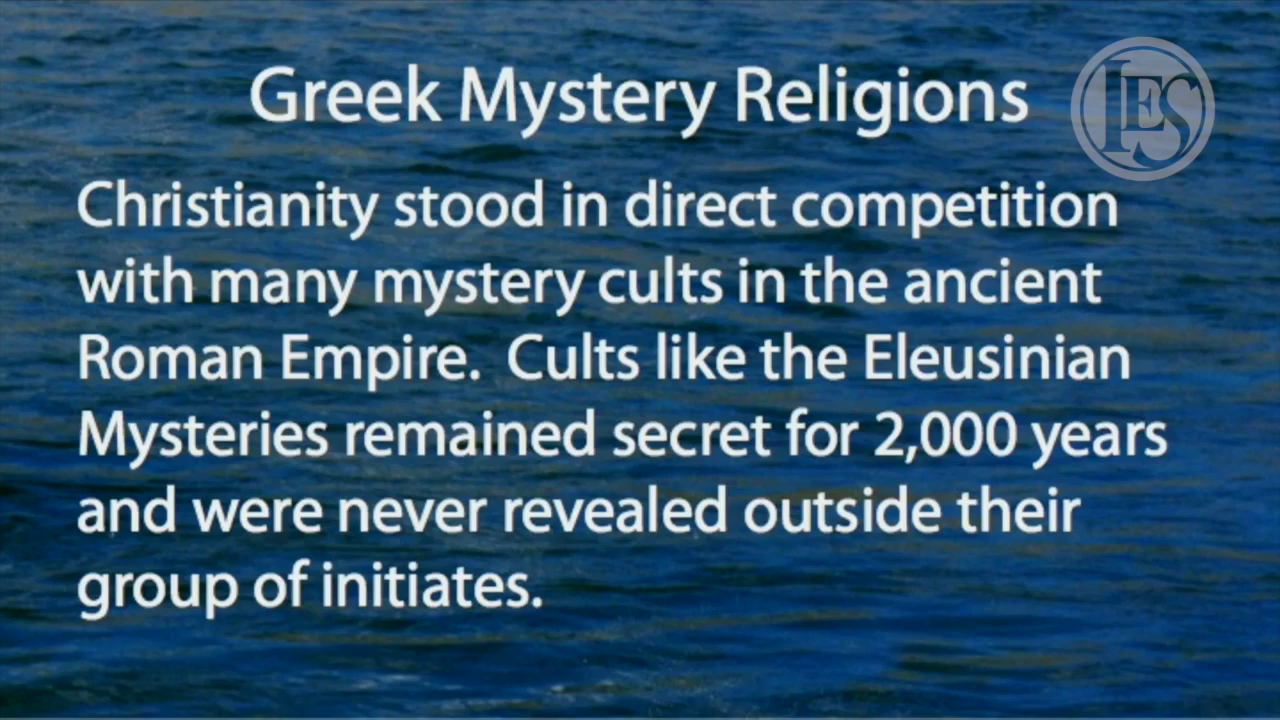 Greek Mystery Religions
IES
Christianity stood in direct competition
with many mystery cults in the ancient
Roman Empire.  Cults like the Eleusinian
Mysteries remained secret for 2,000 years
and were never revealed outside their
group of initiates.